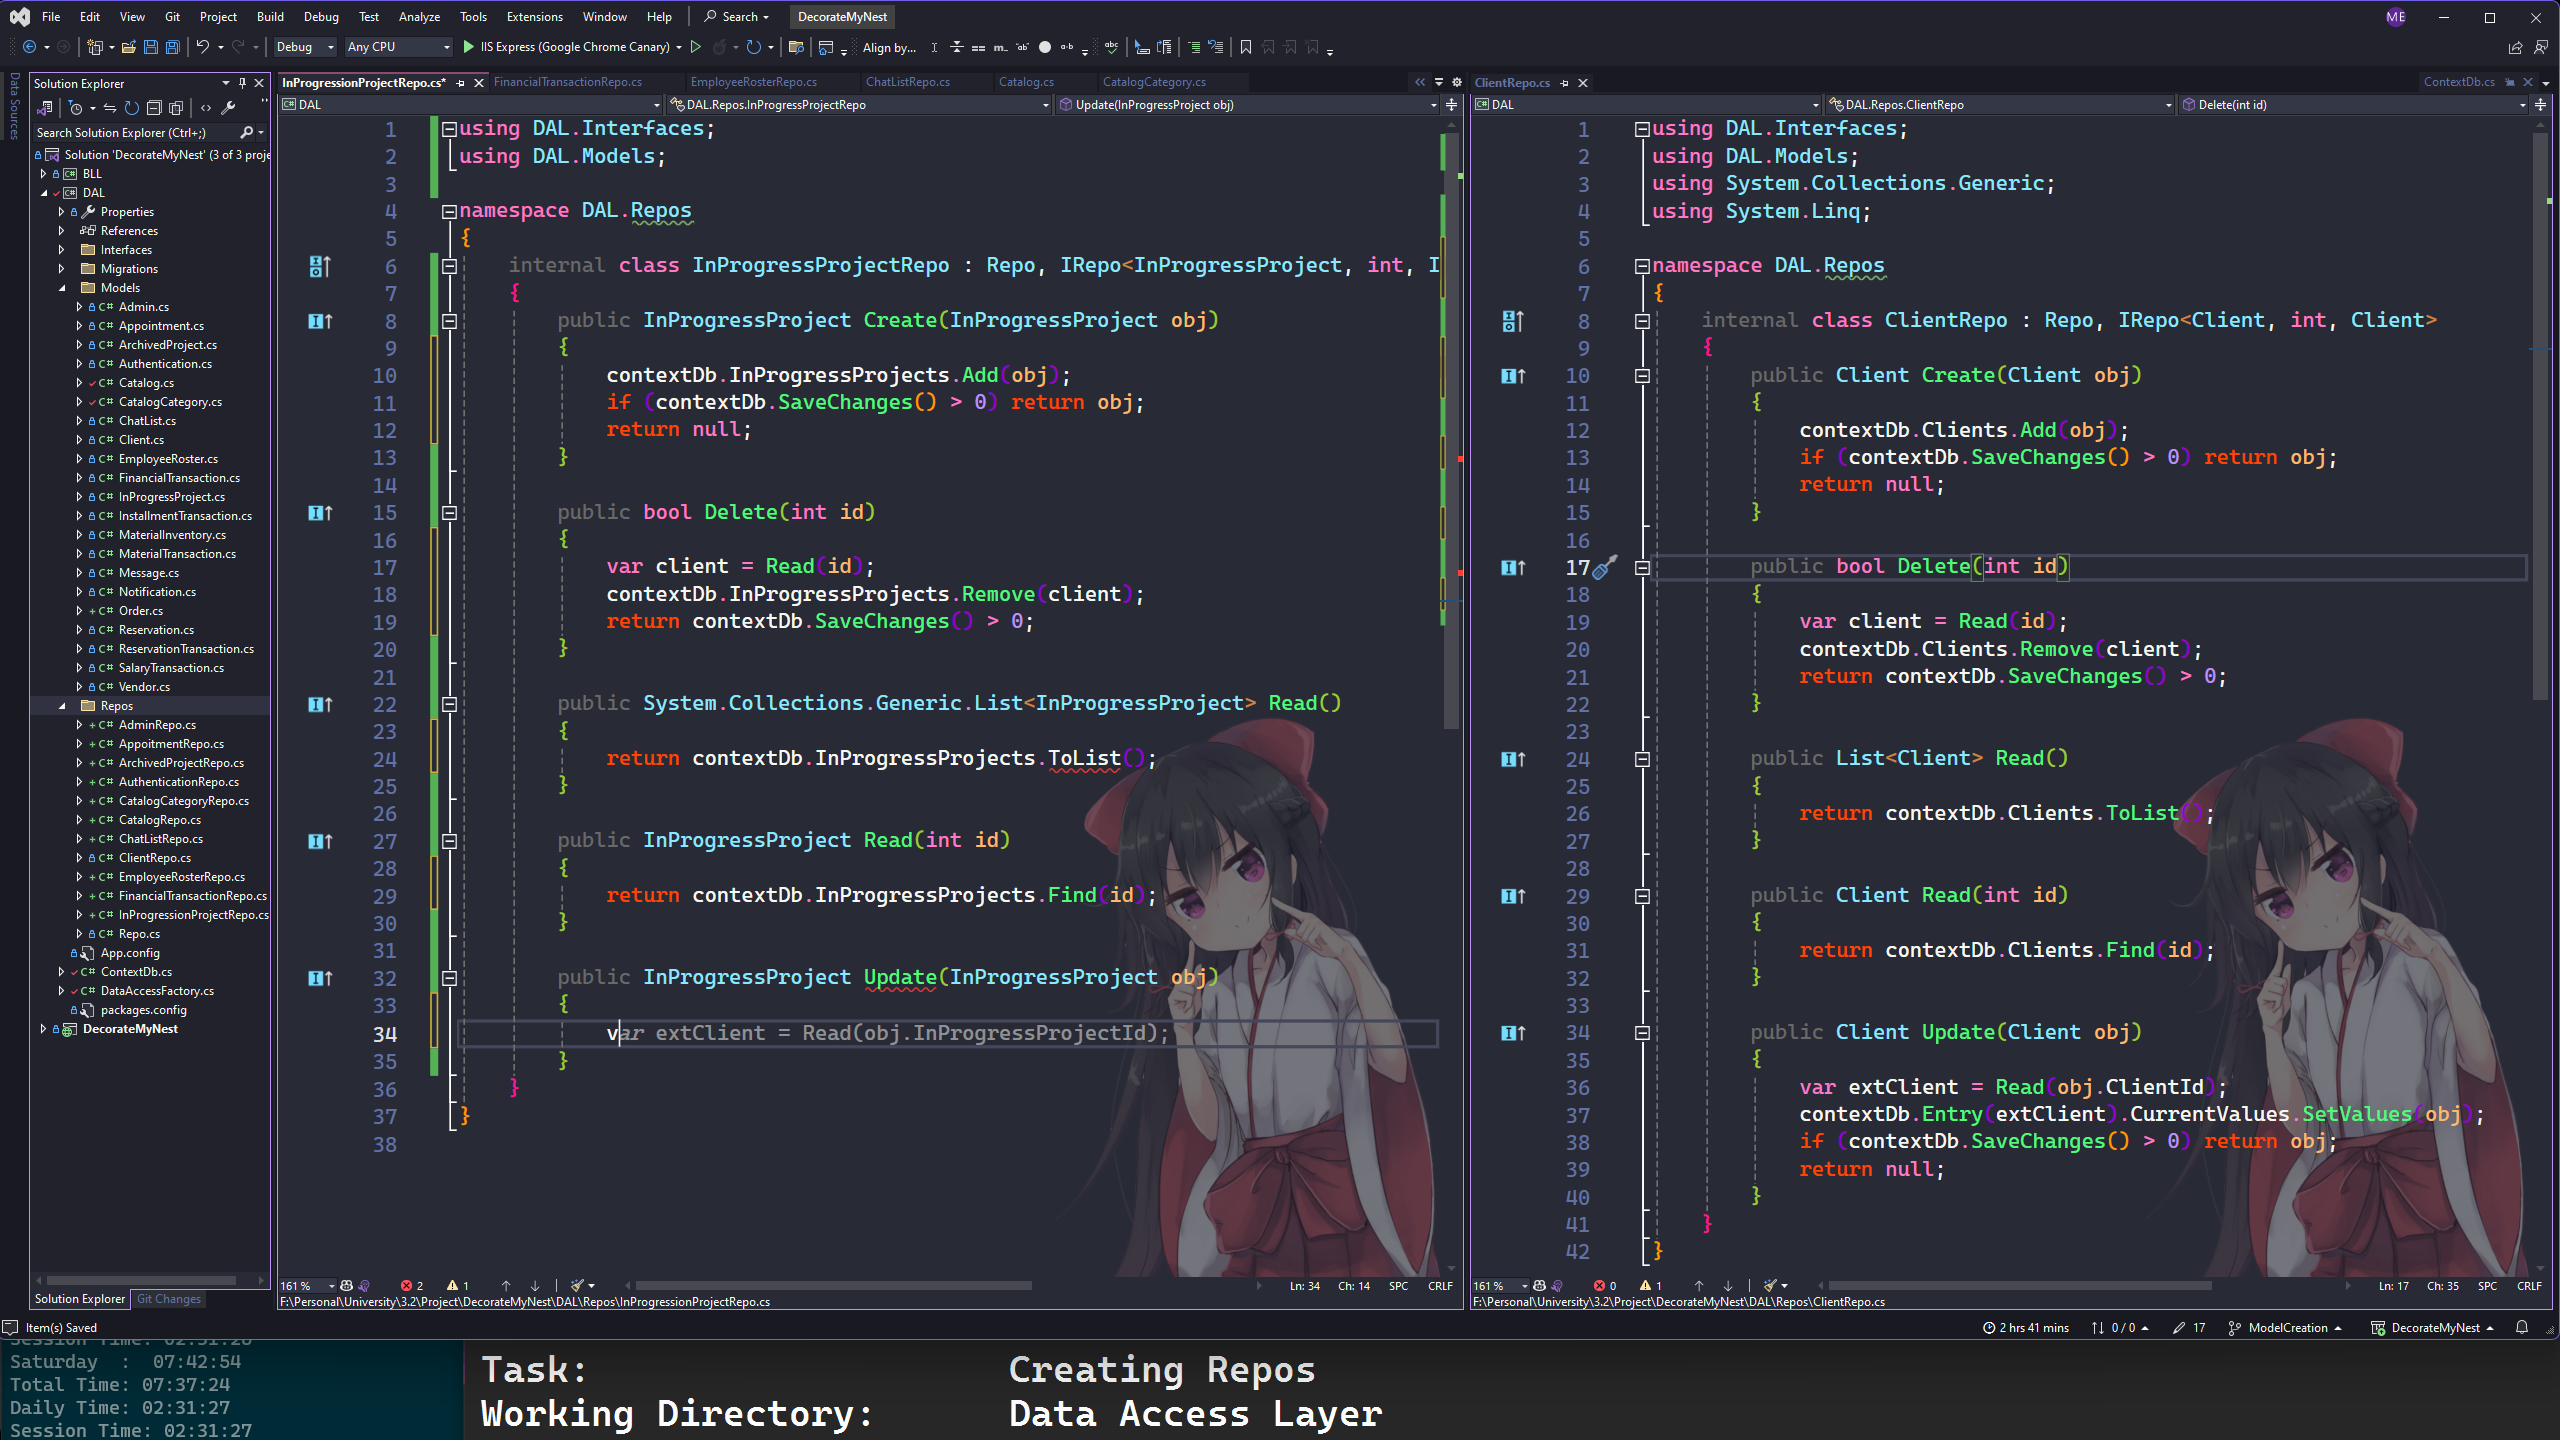 File Edit View Git Project Build Debug Test Analyze Tools Extensions Window Help Search DecorateMyNest ME
Debug Any CPU IIS Express (Google Chrome Canary) Align by...
Data Sources
Solution Explorer
Search Solution Explorer (Ctrl+;)
Solution 'DecorateMyNest' (3 of 3 proje
BLL
DAL
Properties
References
Interfaces
Migrations
Models
Admin.cs
Appointment.cs
ArchivedProject.cs
Authentication.cs
Catalog.cs
CatalogCategory.cs
ChatList.cs
Client.cs
EmployeeRoster.cs
FinancialTransaction.cs
InProgressProject.cs
InstallmentTransaction.cs
MaterialInventory.cs
MaterialTransaction.cs
Message.cs
Notification.cs
Order.cs
Reservation.cs
ReservationTransaction.cs
SalaryTransaction.cs
Vendor.cs
Repos
AdminRepo.cs
AppoitmentRepo.cs
ArchivedProjectRepo.cs
AuthenticationRepo.cs
CatalogCategoryRepo.cs
CatalogRepo.cs
ChatListRepo.cs
ClientRepo.cs
EmployeeRosterRepo.cs
FinancialTransactionRepo.cs
InProgressionProjectRepo.cs
Repo.cs
App.config
ContextDb.cs
DataAccessFactory.cs
packages.config
DecorateMyNest
Solution Explorer Git Changes
InProgressionProjectRepo.cs* FinancialTransactionRepo.cs EmployeeRosterRepo.cs ChatListRepo.cs Catalog.cs CatalogCategory.cs
DAL DAL.Repos.InProgressProjectRepo Update(InProgressProject obj)
1 using DAL.Interfaces;
2 using DAL.Models;
3
4 namespace DAL.Repos
5 {
6 internal class InProgressProjectRepo : Repo, IRepo<InProgressProject, int, I
7 {
8 public InProgressProject Create(InProgressProject obj)
9 {
10 contextDb.InProgressProjects.Add(obj);
11 if (contextDb.SaveChanges() > 0) return obj;
12 return null;
13 }
14
15 public bool Delete(int id)
16 {
17 var client = Read(id);
18 contextDb.InProgressProjects.Remove(client);
19 return contextDb.SaveChanges() > 0;
20 }
21
22 public System.Collections.Generic.List<InProgressProject> Read()
23 {
24 return contextDb.InProgressProjects.ToList();
25 }
26
27 public InProgressProject Read(int id)
28 {
29 return contextDb.InProgressProjects.Find(id);
30 }
31
32 public InProgressProject Update(InProgressProject obj)
33 {
34 var extClient = Read(obj.InProgressProjectId);
35 }
36 }
37 }
38
161 % 2 1 Ln: 34 Ch: 14 SPC CRLF
F:\Personal\University\3.2\Project\DecorateMyNest\DAL\Repos\InProgressionProjectRepo.cs
ClientRepo.cs ContextDb.cs
DAL DAL.Repos.ClientRepo Delete(int id)
1 using DAL.Interfaces;
2 using DAL.Models;
3 using System.Collections.Generic;
4 using System.Linq;
5
6 namespace DAL.Repos
7 {
8 internal class ClientRepo : Repo, IRepo<Client, int, Client>
9 {
10 public Client Create(Client obj)
11 {
12 contextDb.Clients.Add(obj);
13 if (contextDb.SaveChanges() > 0) return obj;
14 return null;
15 }
16
17 public bool Delete(int id)
18 {
19 var client = Read(id);
20 contextDb.Clients.Remove(client);
21 return contextDb.SaveChanges() > 0;
22 }
23
24 public List<Client> Read()
25 {
26 return contextDb.Clients.ToList();
27 }
28
29 public Client Read(int id)
30 {
31 return contextDb.Clients.Find(id);
32 }
33
34 public Client Update(Client obj)
35 {
36 var extClient = Read(obj.ClientId);
37 contextDb.Entry(extClient).CurrentValues.SetValues(obj);
38 if (contextDb.SaveChanges() > 0) return obj;
39 return null;
40 }
41 }
42 }
161 % 0 1 Ln: 17 Ch: 35 SPC CRLF
F:\Personal\University\3.2\Project\DecorateMyNest\DAL\Repos\ClientRepo.cs
Item(s) Saved 2 hrs 41 mins 0 / 0 17 ModelCreation DecorateMyNest
Saturday : 07:42:54
Total Time: 07:37:24
Daily Time: 02:31:27
Session Time: 02:31:27
Task: Creating Repos
Working Directory: Data Access Layer